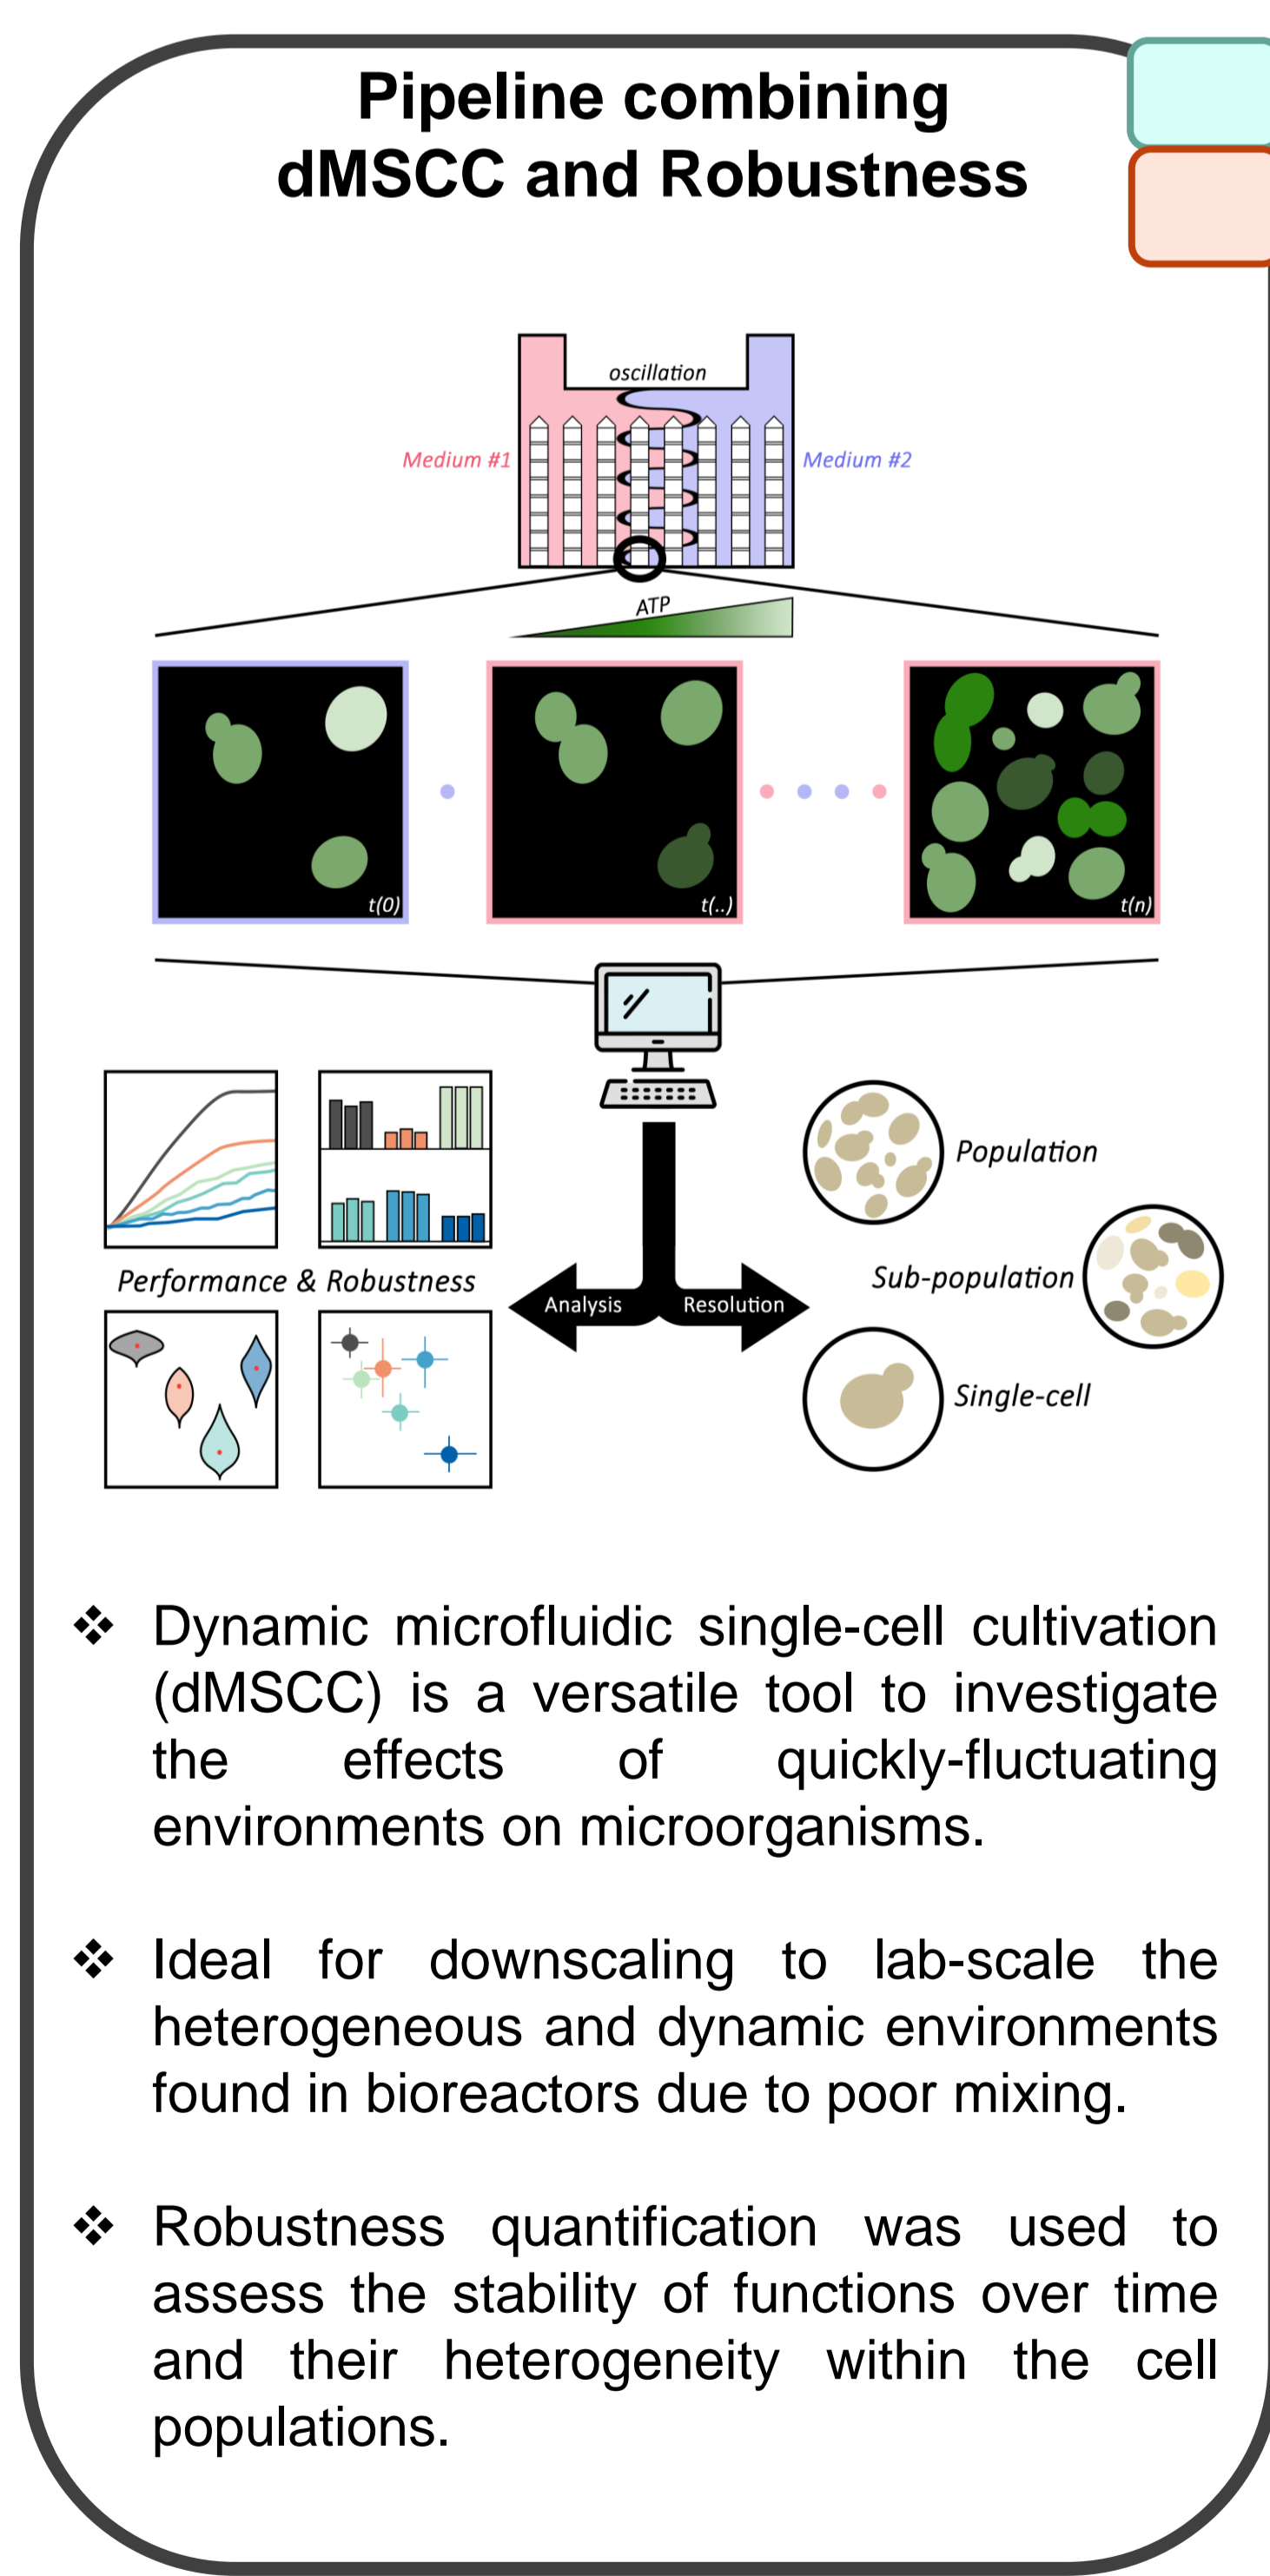 Pipeline combining
dMSCC and Robustness
oscillation
Medium #1
Medium #2
ATP
t(0)
t(..)
t(n)
Performance & Robustness
Analysis
Resolution
Population
Sub-population
Single-cell
❖ Dynamic microfluidic single-cell cultivation
(dMSCC) is a versatile tool to investigate
the effects of quickly-fluctuating
environments on microorganisms.
❖ Ideal for downscaling to lab-scale the
heterogeneous and dynamic environments
found in bioreactors due to poor mixing.
❖ Robustness quantification was used to
assess the stability of functions over time
and their heterogeneity within the cell
populations.